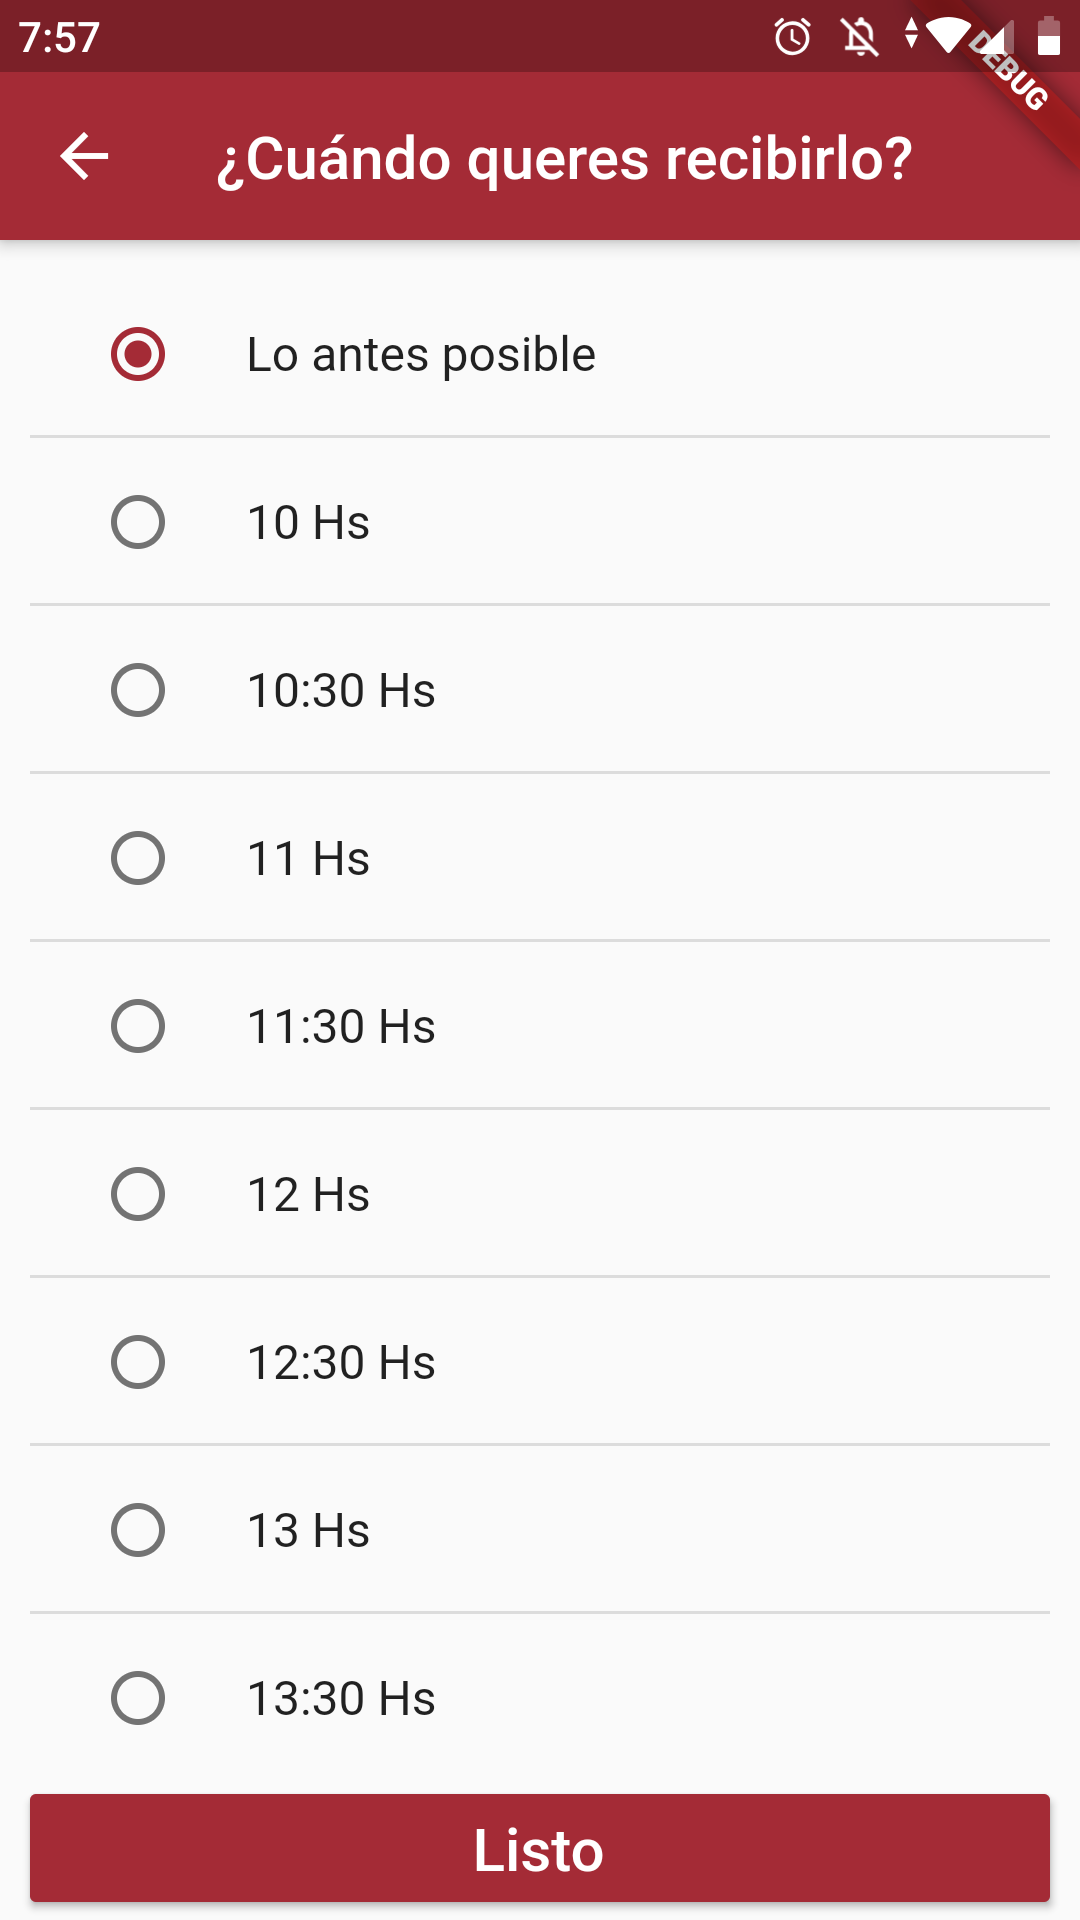 7:57
DEBUG
¿Cuándo queres recibirlo?
Lo antes posible
10 Hs
10:30 Hs
11 Hs
11:30 Hs
12 Hs
12:30 Hs
13 Hs
13:30 Hs
Listo